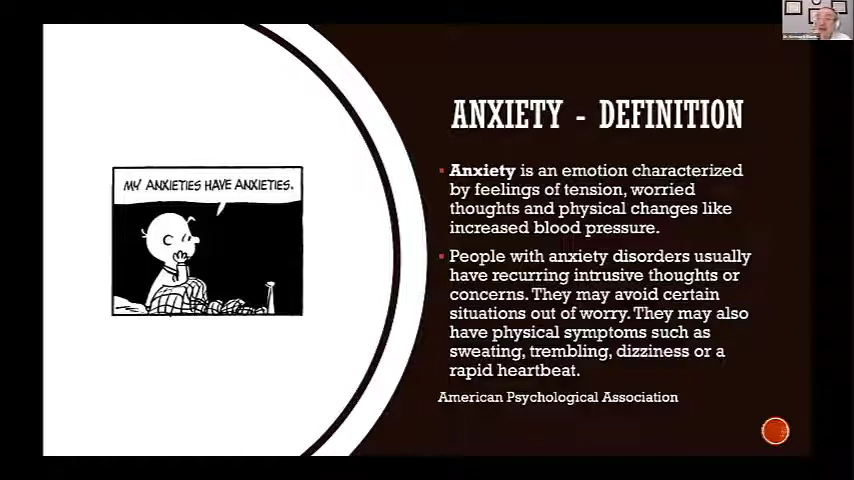 MY ANXIETIES HAVE ANXIETIES.
ANXIETY - DEFINITION
Anxiety is an emotion characterized
by feelings of tension, worried
thoughts and physical changes like
increased blood pressure.
People with anxiety disorders usually
have recurring intrusive thoughts or
concerns. They may avoid certain
situations out of worry. They may also
have physical symptoms such as
sweating, trembling, dizziness or a
rapid heartbeat.
American Psychological Association